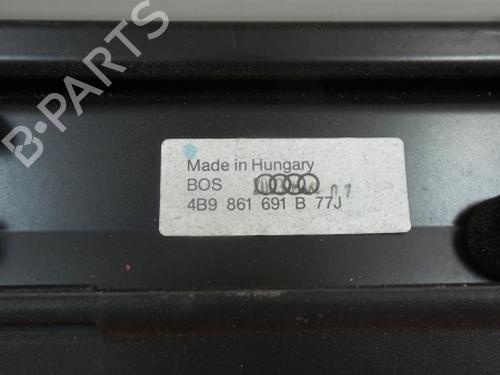 B-PARTS
Made in Hungary
BOS
4B9 861 691 B 77J